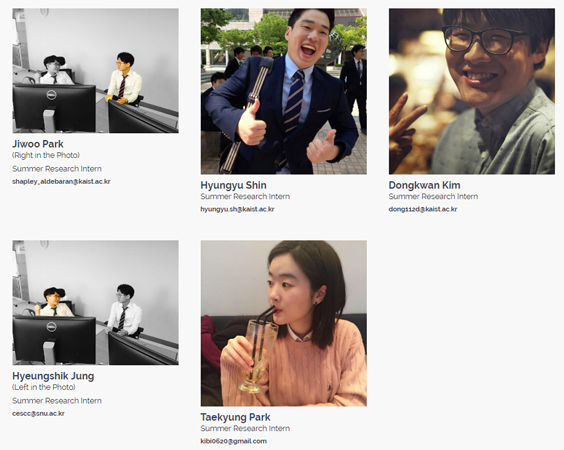 Jiwoo Park
(Right in the Photo)
Summer Research Intern
shapley_aldebaran@kaist.ac.kr
Hyungyu Shin
Summer Research Intern
hyungyu.sh@kaist.ac.kr
Dongkwan Kim
Summer Research Intern
dong112d@kaist.ac.kr
DELL
Hyeungshik Jung
(Left in the Photo)
Summer Research Intern
cescc@snu.ac.kr
Taekyung Park
Summer Research Intern
kibi0620@gmail.com